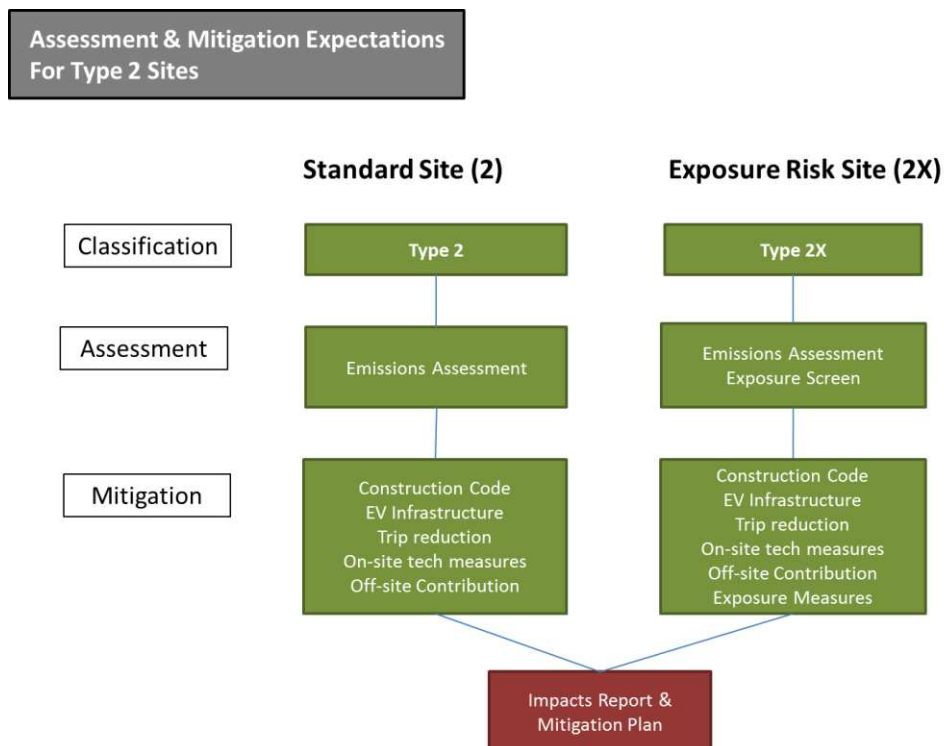 Assessment & Mitigation Expectations
For Type 2 Sites
Standard Site (2)
Exposure Risk Site (2X)
Classification
Type 2
Type 2X
Assessment
Emissions Assessment
Emissions Assessment
Exposure Screen
Mitigation
Construction Code
EV Infrastructure
Trip reduction
On-site tech measures
Off-site Contribution
Construction Code
EV Infrastructure
Trip reduction
On-site tech measures
Off-site Contribution
Exposure Measures
Impacts Report &
Mitigation Plan